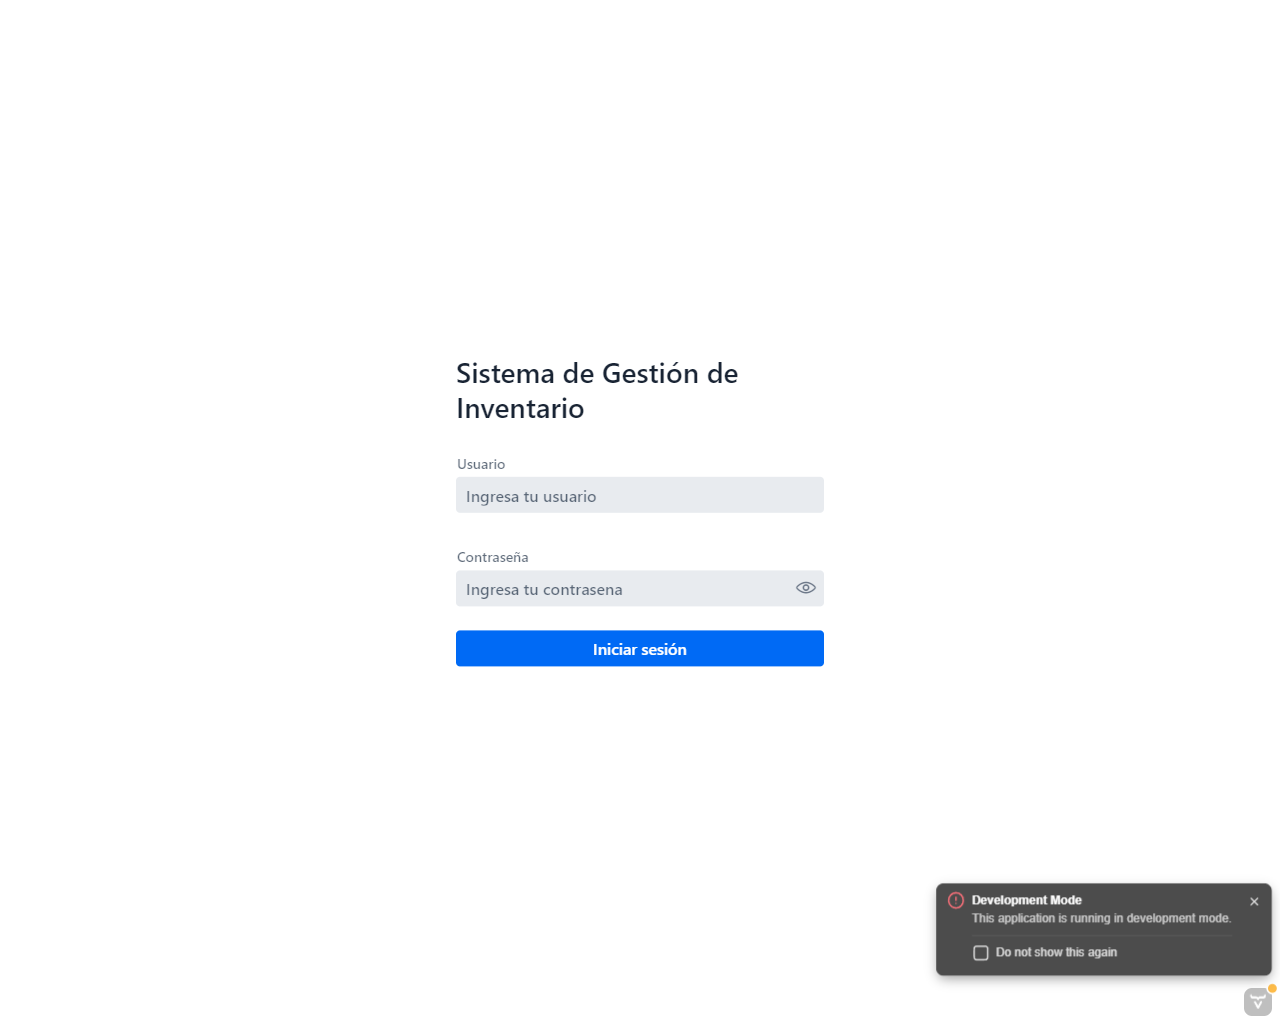 Sistema de Gestión de
Inventario
Usuario
Ingresa tu usuario
Contraseña
Ingresa tu contrasena
Iniciar sesión
Development Mode
This application is running in development mode.
Do not show this again